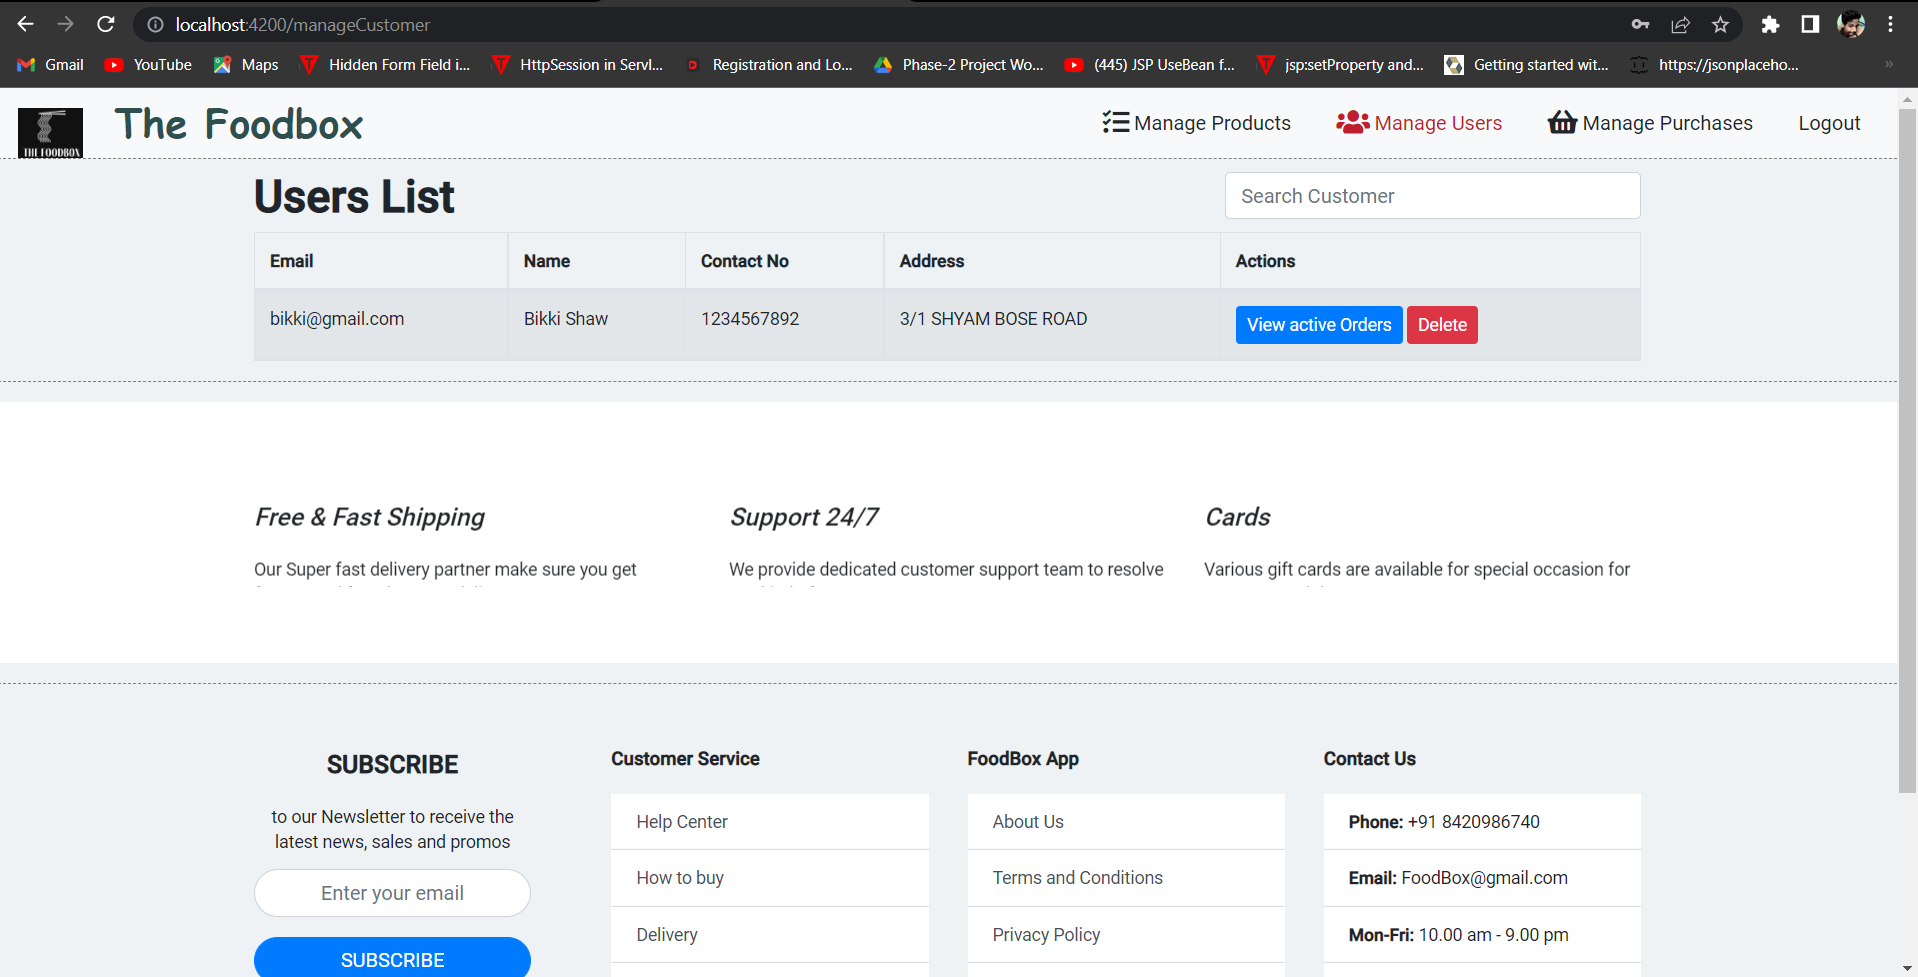 localhost:4200/manageCustomer
Gmail YouTube Maps Hidden Form Field i... HttpSession in Servl... Registration and Lo... Phase-2 Project Wo... (445) JSP UseBean f... jsp:setProperty and... Getting started wit... https://jsonplaceho... »
THE FOODBOX
The Foodbox
Manage Products Manage Users Manage Purchases Logout
Users List
Search Customer
Email Name Contact No Address Actions
bikki@gmail.com Bikki Shaw 1234567892 3/1 SHYAM BOSE ROAD View active Orders Delete
Free & Fast Shipping
Our Super fast delivery partner make sure you get
Support 24/7
We provide dedicated customer support team to resolve
Cards
Various gift cards are available for special occasion for
SUBSCRIBE
to our Newsletter to receive the
latest news, sales and promos
Enter your email
SUBSCRIBE
Customer Service
Help Center
How to buy
Delivery
FoodBox App
About Us
Terms and Conditions
Privacy Policy
Contact Us
Phone: +91 8420986740
Email: FoodBox@gmail.com
Mon-Fri: 10.00 am - 9.00 pm